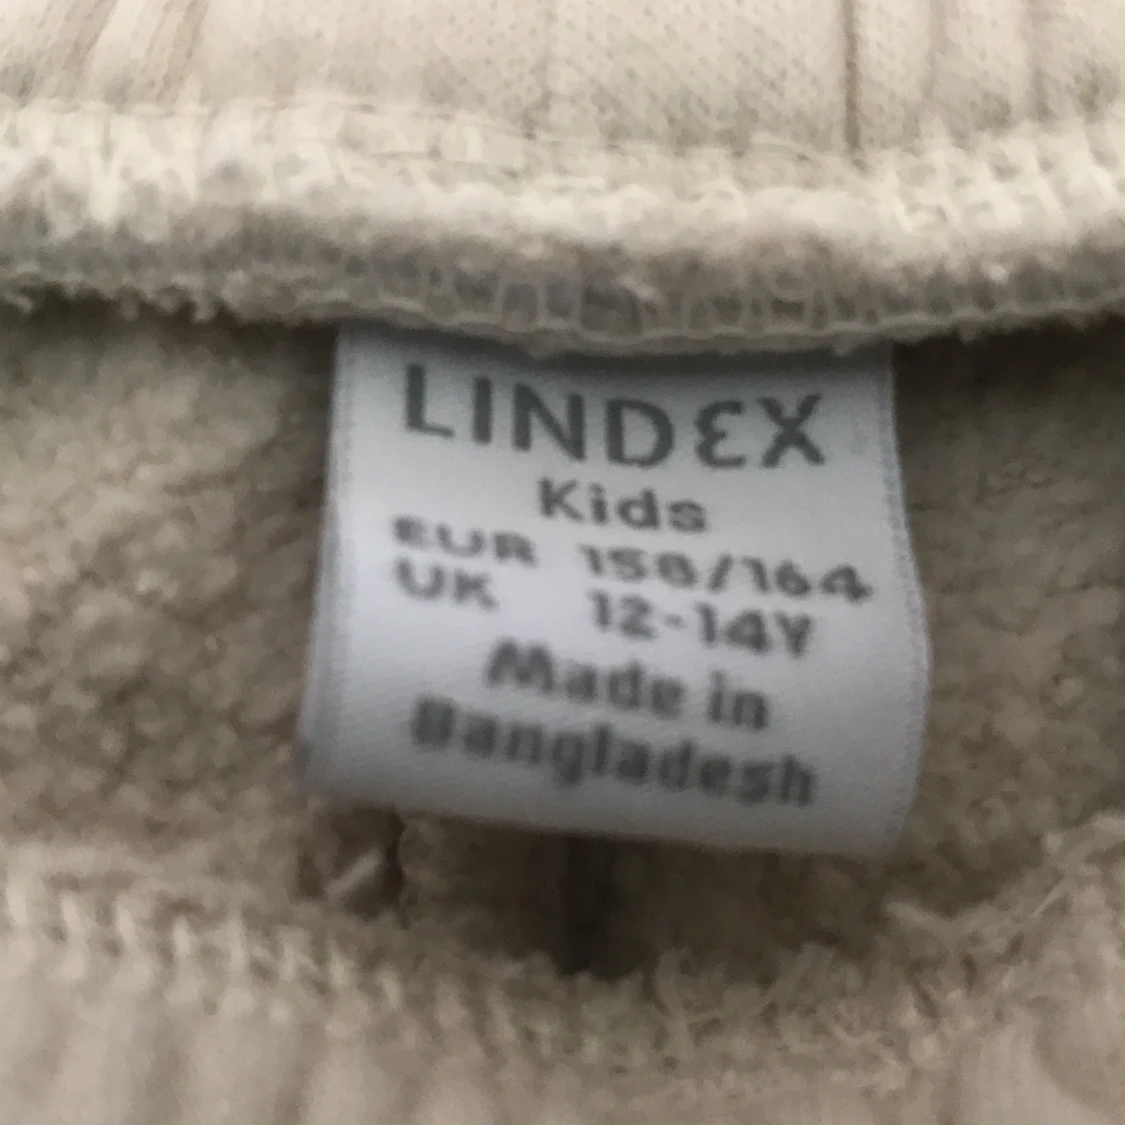 LINDEX
Kids
EUR 158/164
UK 12-14Y
Made in
Bangladesh